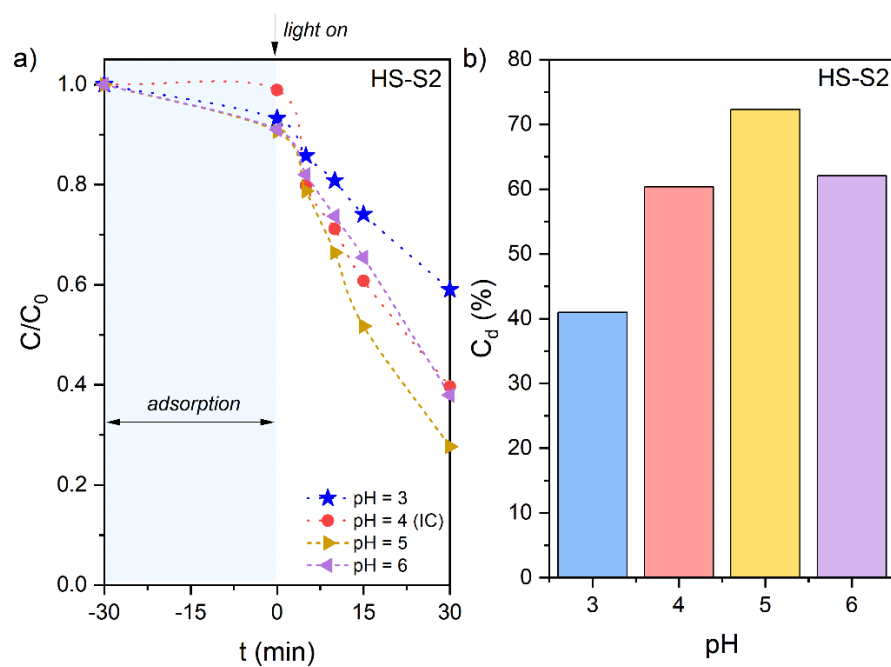 light on
a)
HS-S2
1.0
0.8
0.6
0.4
0.2
0.0
C/C0
adsorption
pH = 3
pH = 4 (IC)
pH = 5
pH = 6
-30
0
15
30
t (min)
b)
HS-S2
80
70
60
50
40
30
20
10
0
Cd (%)
3
4
5
6
pH